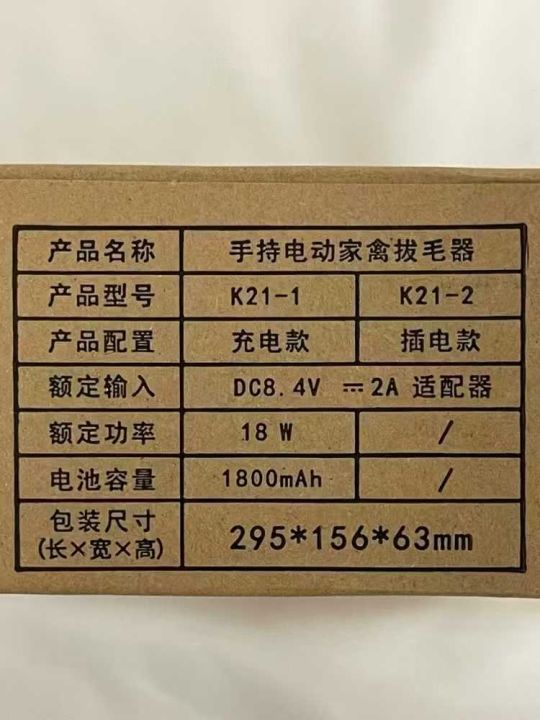 产品名称 手持电动家禽拔毛器
产品型号 K21-1 K21-2
产品配置 充电款 插电款
额定输入 DC8.4V ⎓2A 适配器
额定功率 18 W /
电池容量 1800mAh /
包装尺寸
(长×宽×高) 295*156*63mm